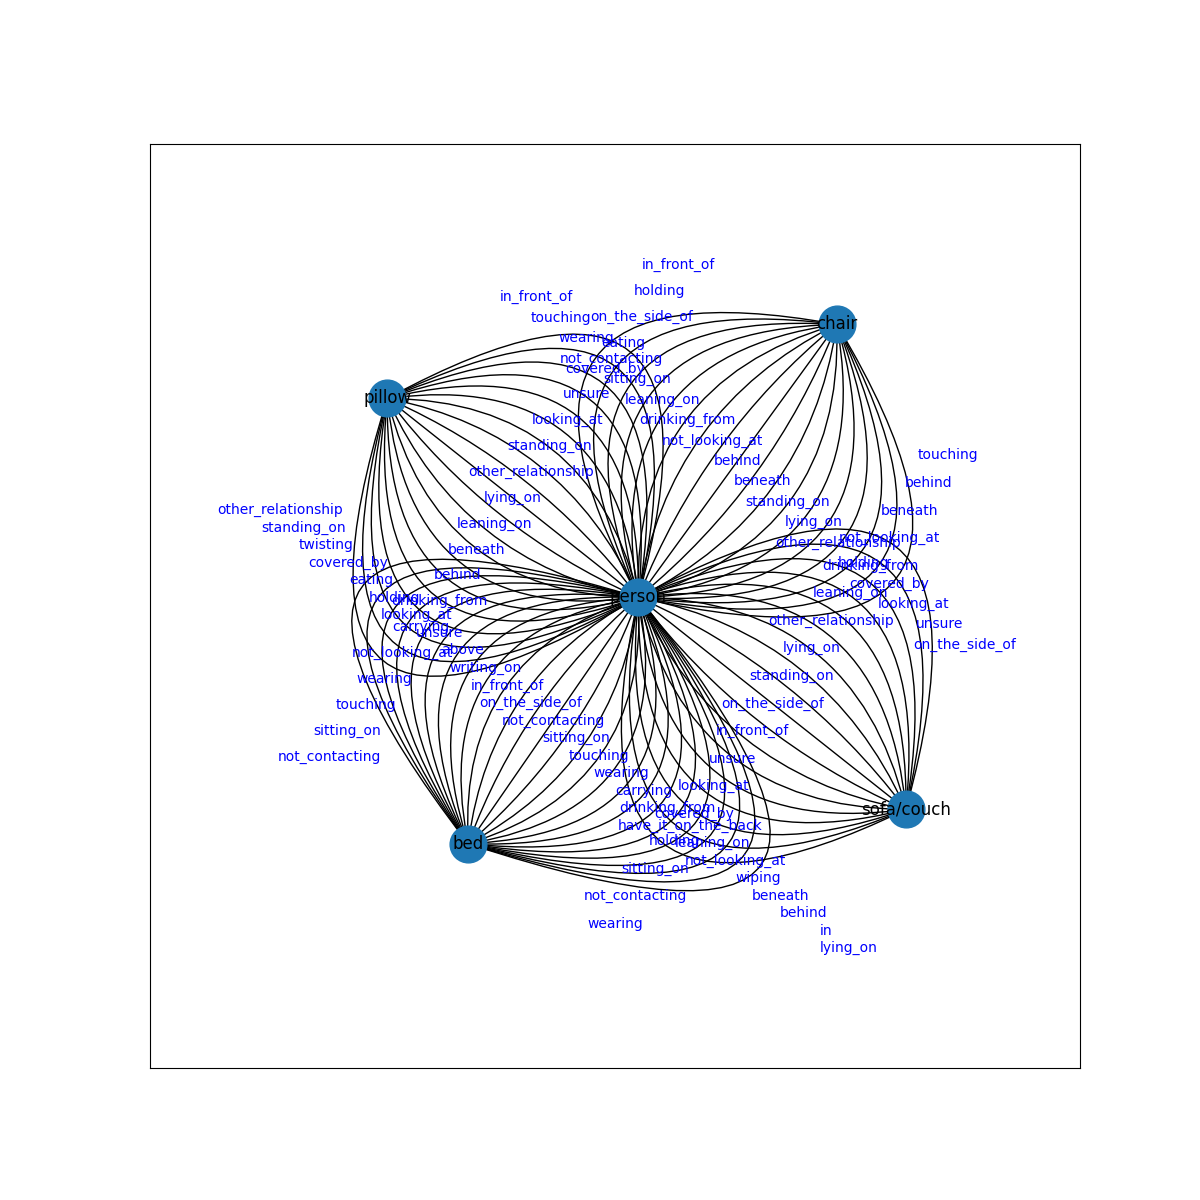 in_front_of
holding
in_front_of
touching
on_the_side_of
chair
wearing
eating
not_contacting
covered_by
sitting_on
unsure
pillow
leaning_on
looking_at
drinking_from
not_looking_at
standing_on
touching
behind
other_relationship
beneath
behind
lying_on
standing_on
other_relationship
beneath
leaning_on
lying_on
standing_on
not_looking_at
twisting
other_relationship
beneath
covered_by
holding
drinking_from
behind
eating
covered_by
leaning_on
holding
drinking_from
person
looking_at
looking_at
other_relationship
unsure
carrying
unsure
on_the_side_of
lying_on
above
not_looking_at
writing_on
standing_on
wearing
in_front_of
on_the_side_of
on_the_side_of
touching
not_contacting
in_front_of
sitting_on
sitting_on
not_contacting
touching
unsure
wearing
looking_at
carrying
drinking_from
sofa/couch
covered_by
have_it_on_the_back
bed
holding
leaning_on
not_looking_at
sitting_on
wiping
not_contacting
beneath
behind
wearing
in
lying_on